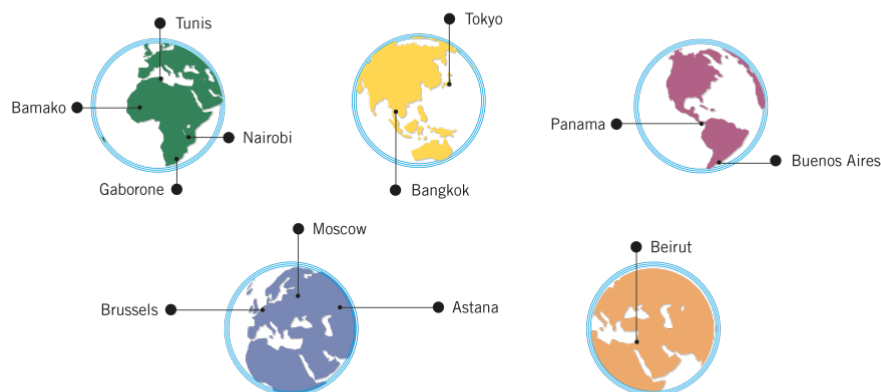 Tunis
Bamako
Nairobi
Gaborone
Tokyo
Bangkok
Panama
Buenos Aires
Moscow
Brussels
Astana
Beirut